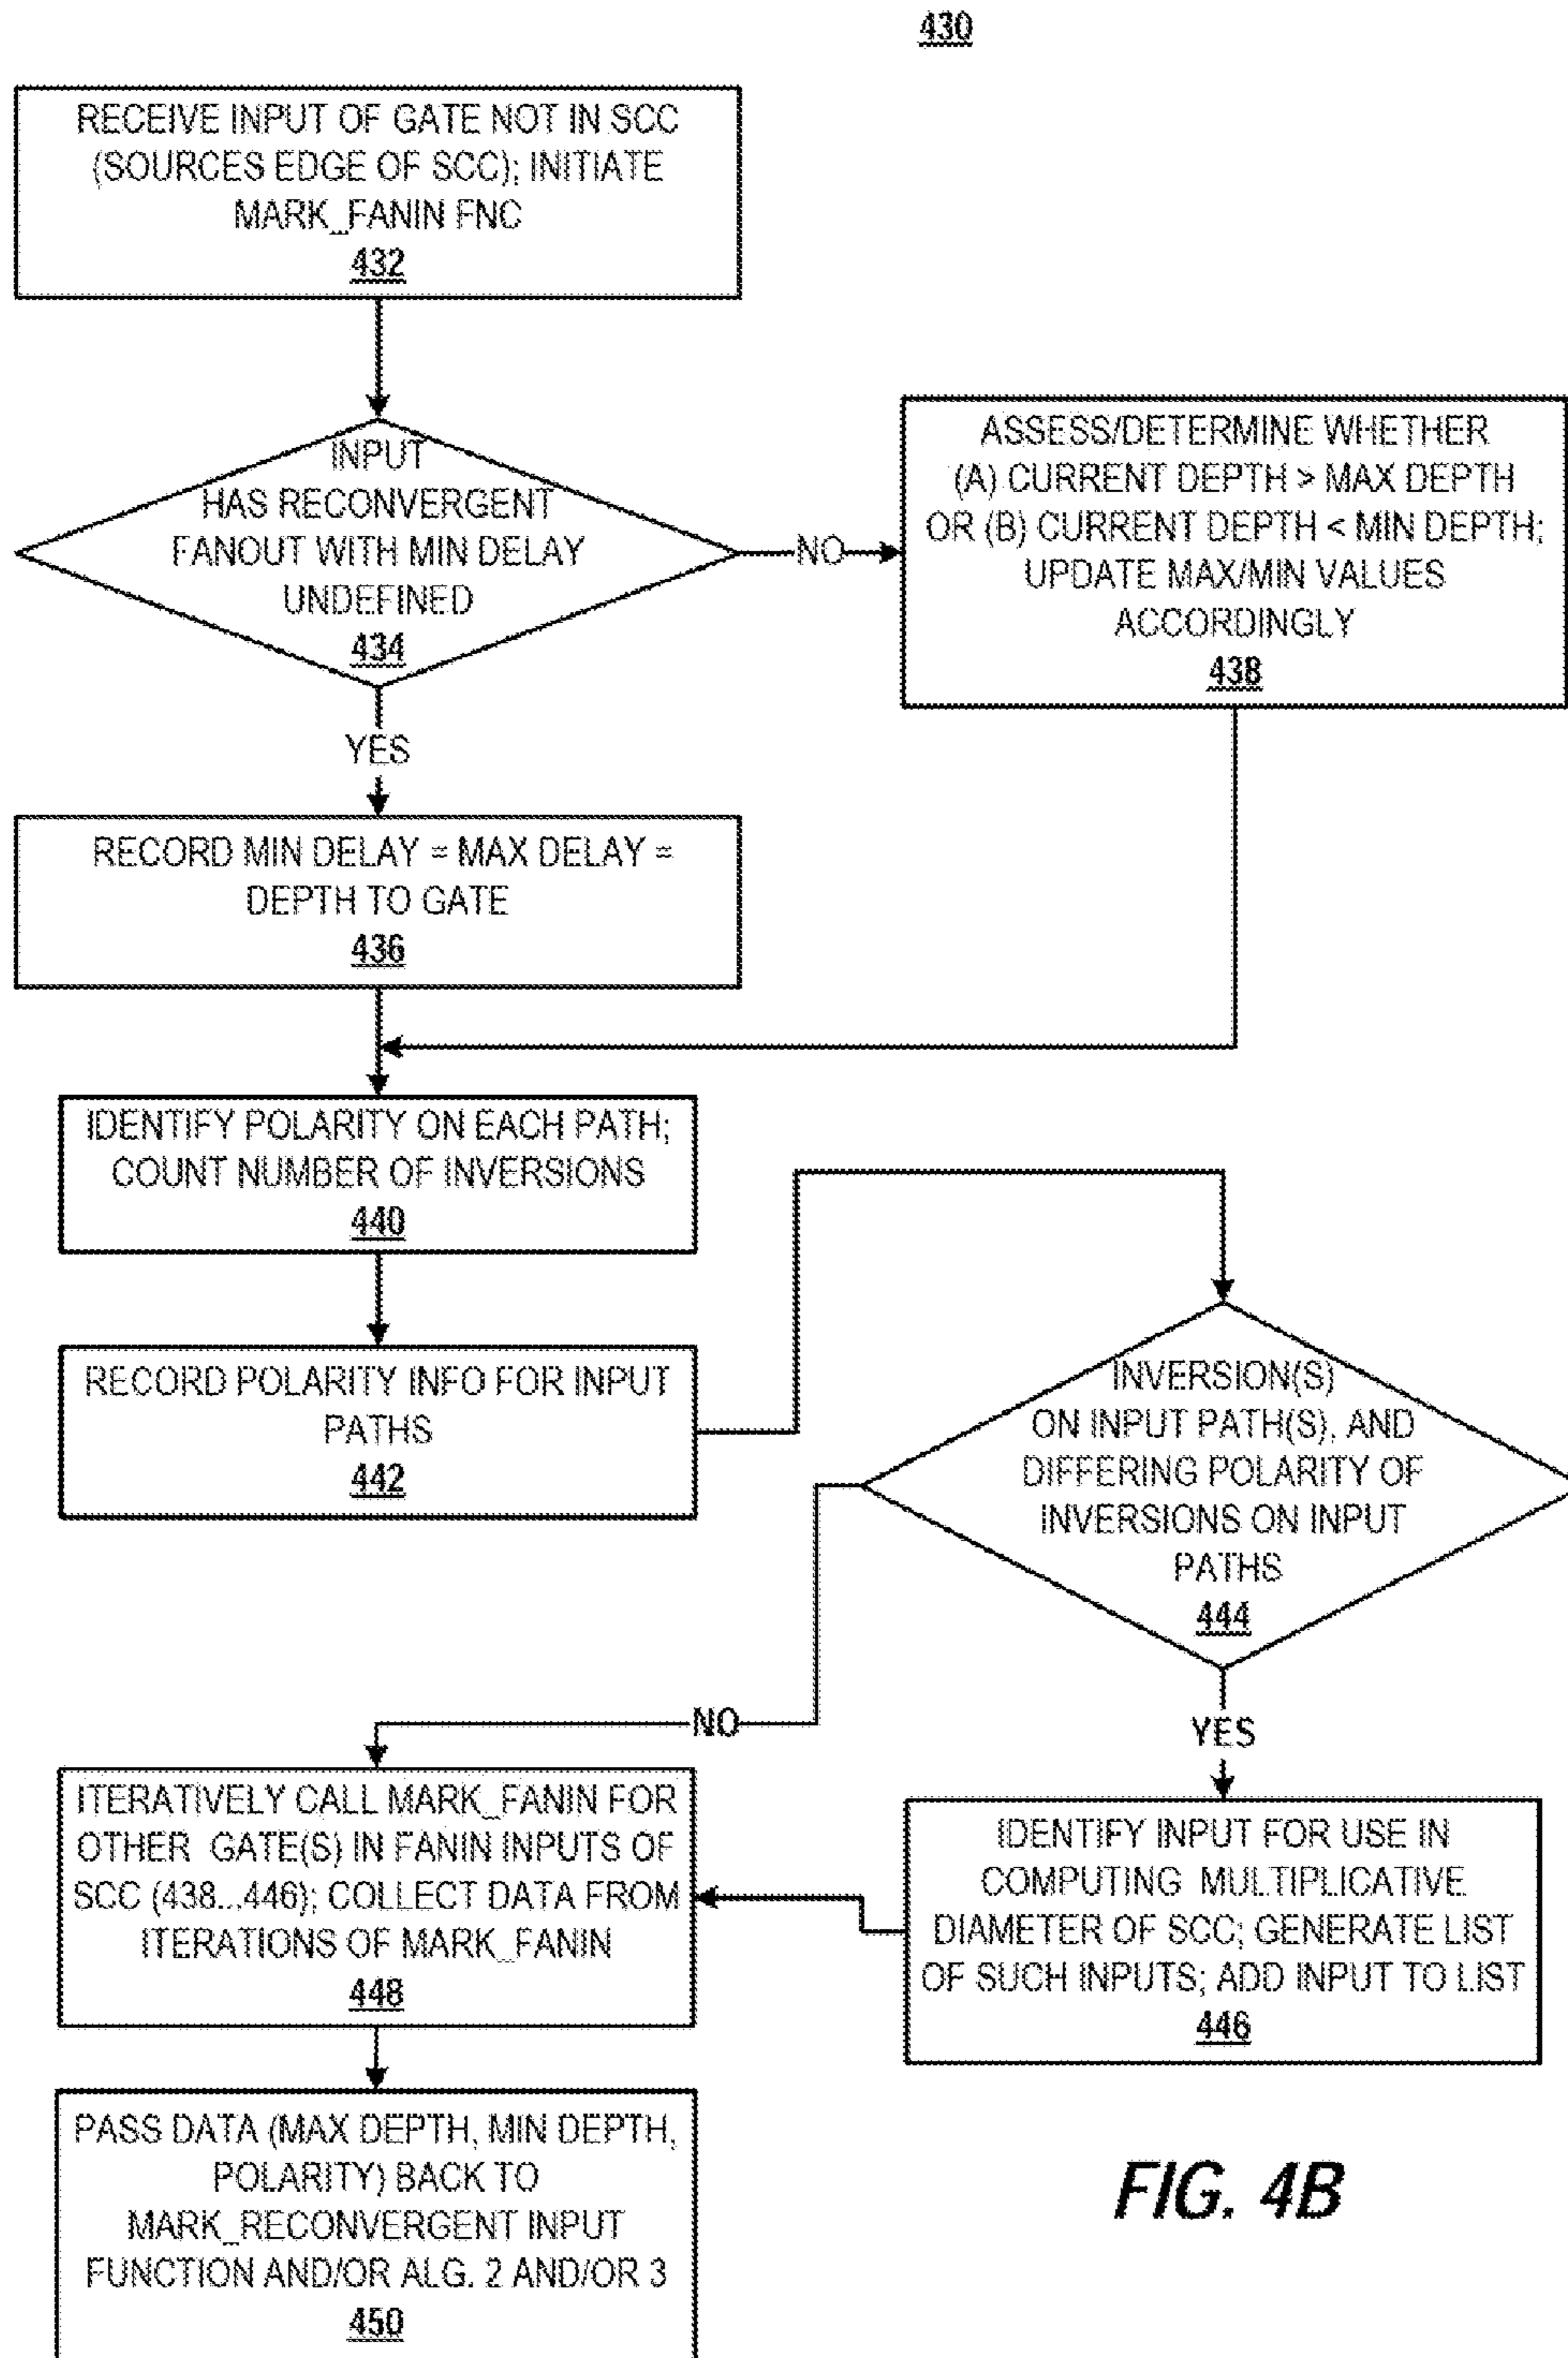 430
RECEIVE INPUT OF GATE NOT IN SCC
(SOURCES EDGE OF SCC); INITIATE
MARK_FANIN FNC
432
INPUT
HAS RECONVERGENT
FANOUT WITH MIN DELAY
UNDEFINED
434
NO
ASSESS/DETERMINE WHETHER
(A) CURRENT DEPTH > MAX DEPTH
OR (B) CURRENT DEPTH < MIN DEPTH;
UPDATE MAX/MIN VALUES
ACCORDINGLY
438
YES
RECORD MIN DELAY = MAX DELAY =
DEPTH TO GATE
436
IDENTIFY POLARITY ON EACH PATH;
COUNT NUMBER OF INVERSIONS
440
RECORD POLARITY INFO FOR INPUT
PATHS
442
INVERSION(S)
ON INPUT PATH(S), AND
DIFFERING POLARITY OF
INVERSIONS ON INPUT
PATHS
444
NO
YES
IDENTIFY INPUT FOR USE IN
COMPUTING MULTIPLICATIVE
DIAMETER OF SCC; GENERATE LIST
OF SUCH INPUTS; ADD INPUT TO LIST
446
ITERATIVELY CALL MARK_FANIN FOR
OTHER GATE(S) IN FANIN INPUTS OF
SCC (438...446); COLLECT DATA FROM
ITERATIONS OF MARK_FANIN
448
PASS DATA (MAX DEPTH, MIN DEPTH,
POLARITY) BACK TO
MARK_RECONVERGENT INPUT
FUNCTION AND/OR ALG. 2 AND/OR 3
450
FIG. 4B